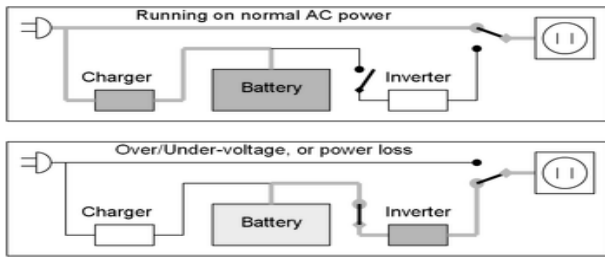 Running on normal AC power
Charger
Battery
Inverter
Over/Under-voltage, or power loss
Charger
Battery
Inverter